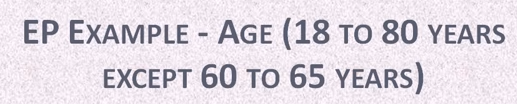 EP EXAMPLE - AGE (18 TO 80 YEARS
EXCEPT 60 TO 65 YEARS)